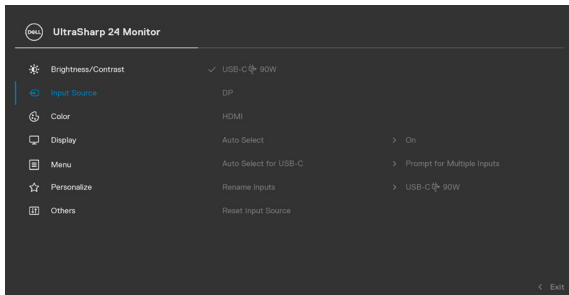 DELL UltraSharp 24 Monitor
Brightness/Contrast ✓ USB-C 90W
Input Source DP
Color HDMI
Display Auto Select > On
Menu Auto Select for USB-C > Prompt for Multiple Inputs
Personalize Rename Inputs > USB-C 90W
Others Reset Input Source
< Exit